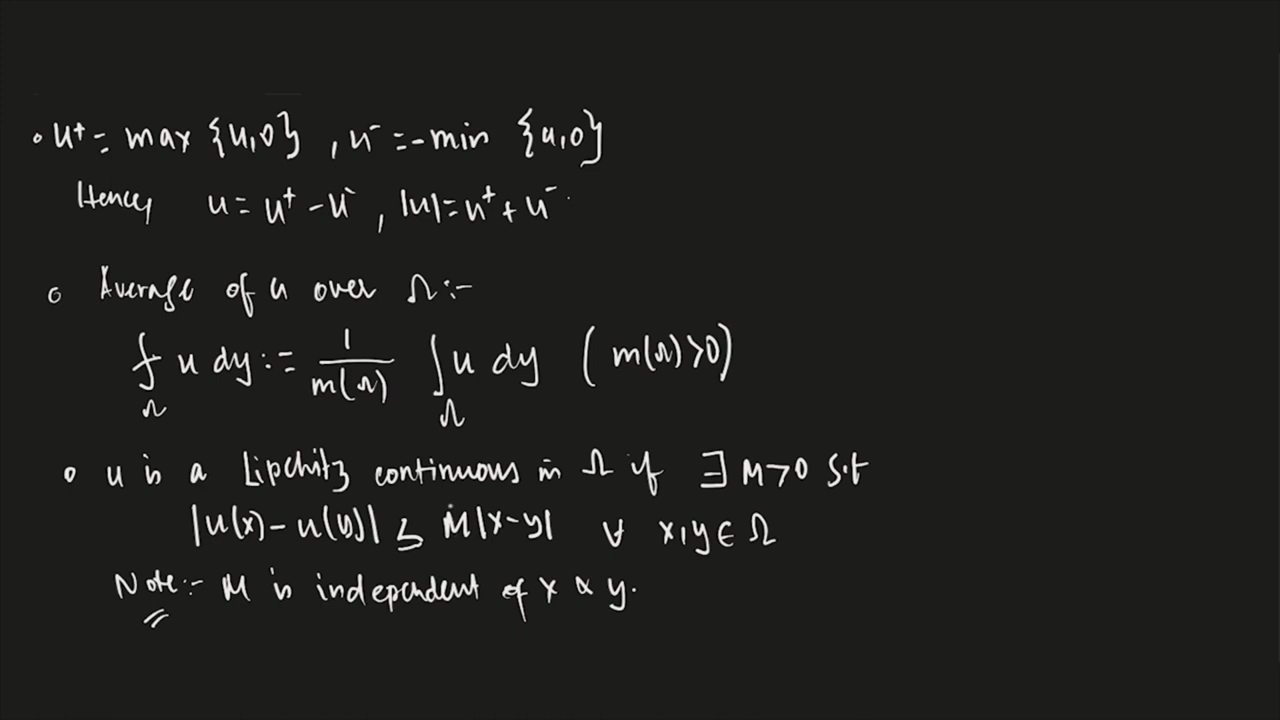 ∘ u⁺ = max {u,0} , u⁻ = -min {u,0}
Hence, u = u⁺ - u⁻ , |u| = u⁺ + u⁻.
∘ Average of u over Ω :-
⨍_Ω u dy := 1/m(Ω) ∫_Ω u dy (m(Ω)>0)
∘ u is a Lipchitz continuous in Ω if ∃ M>0 s.t
|u(x) - u(y)| ≤ M|x-y| ∀ x,y ∈ Ω
Note :- M is independent of x & y.